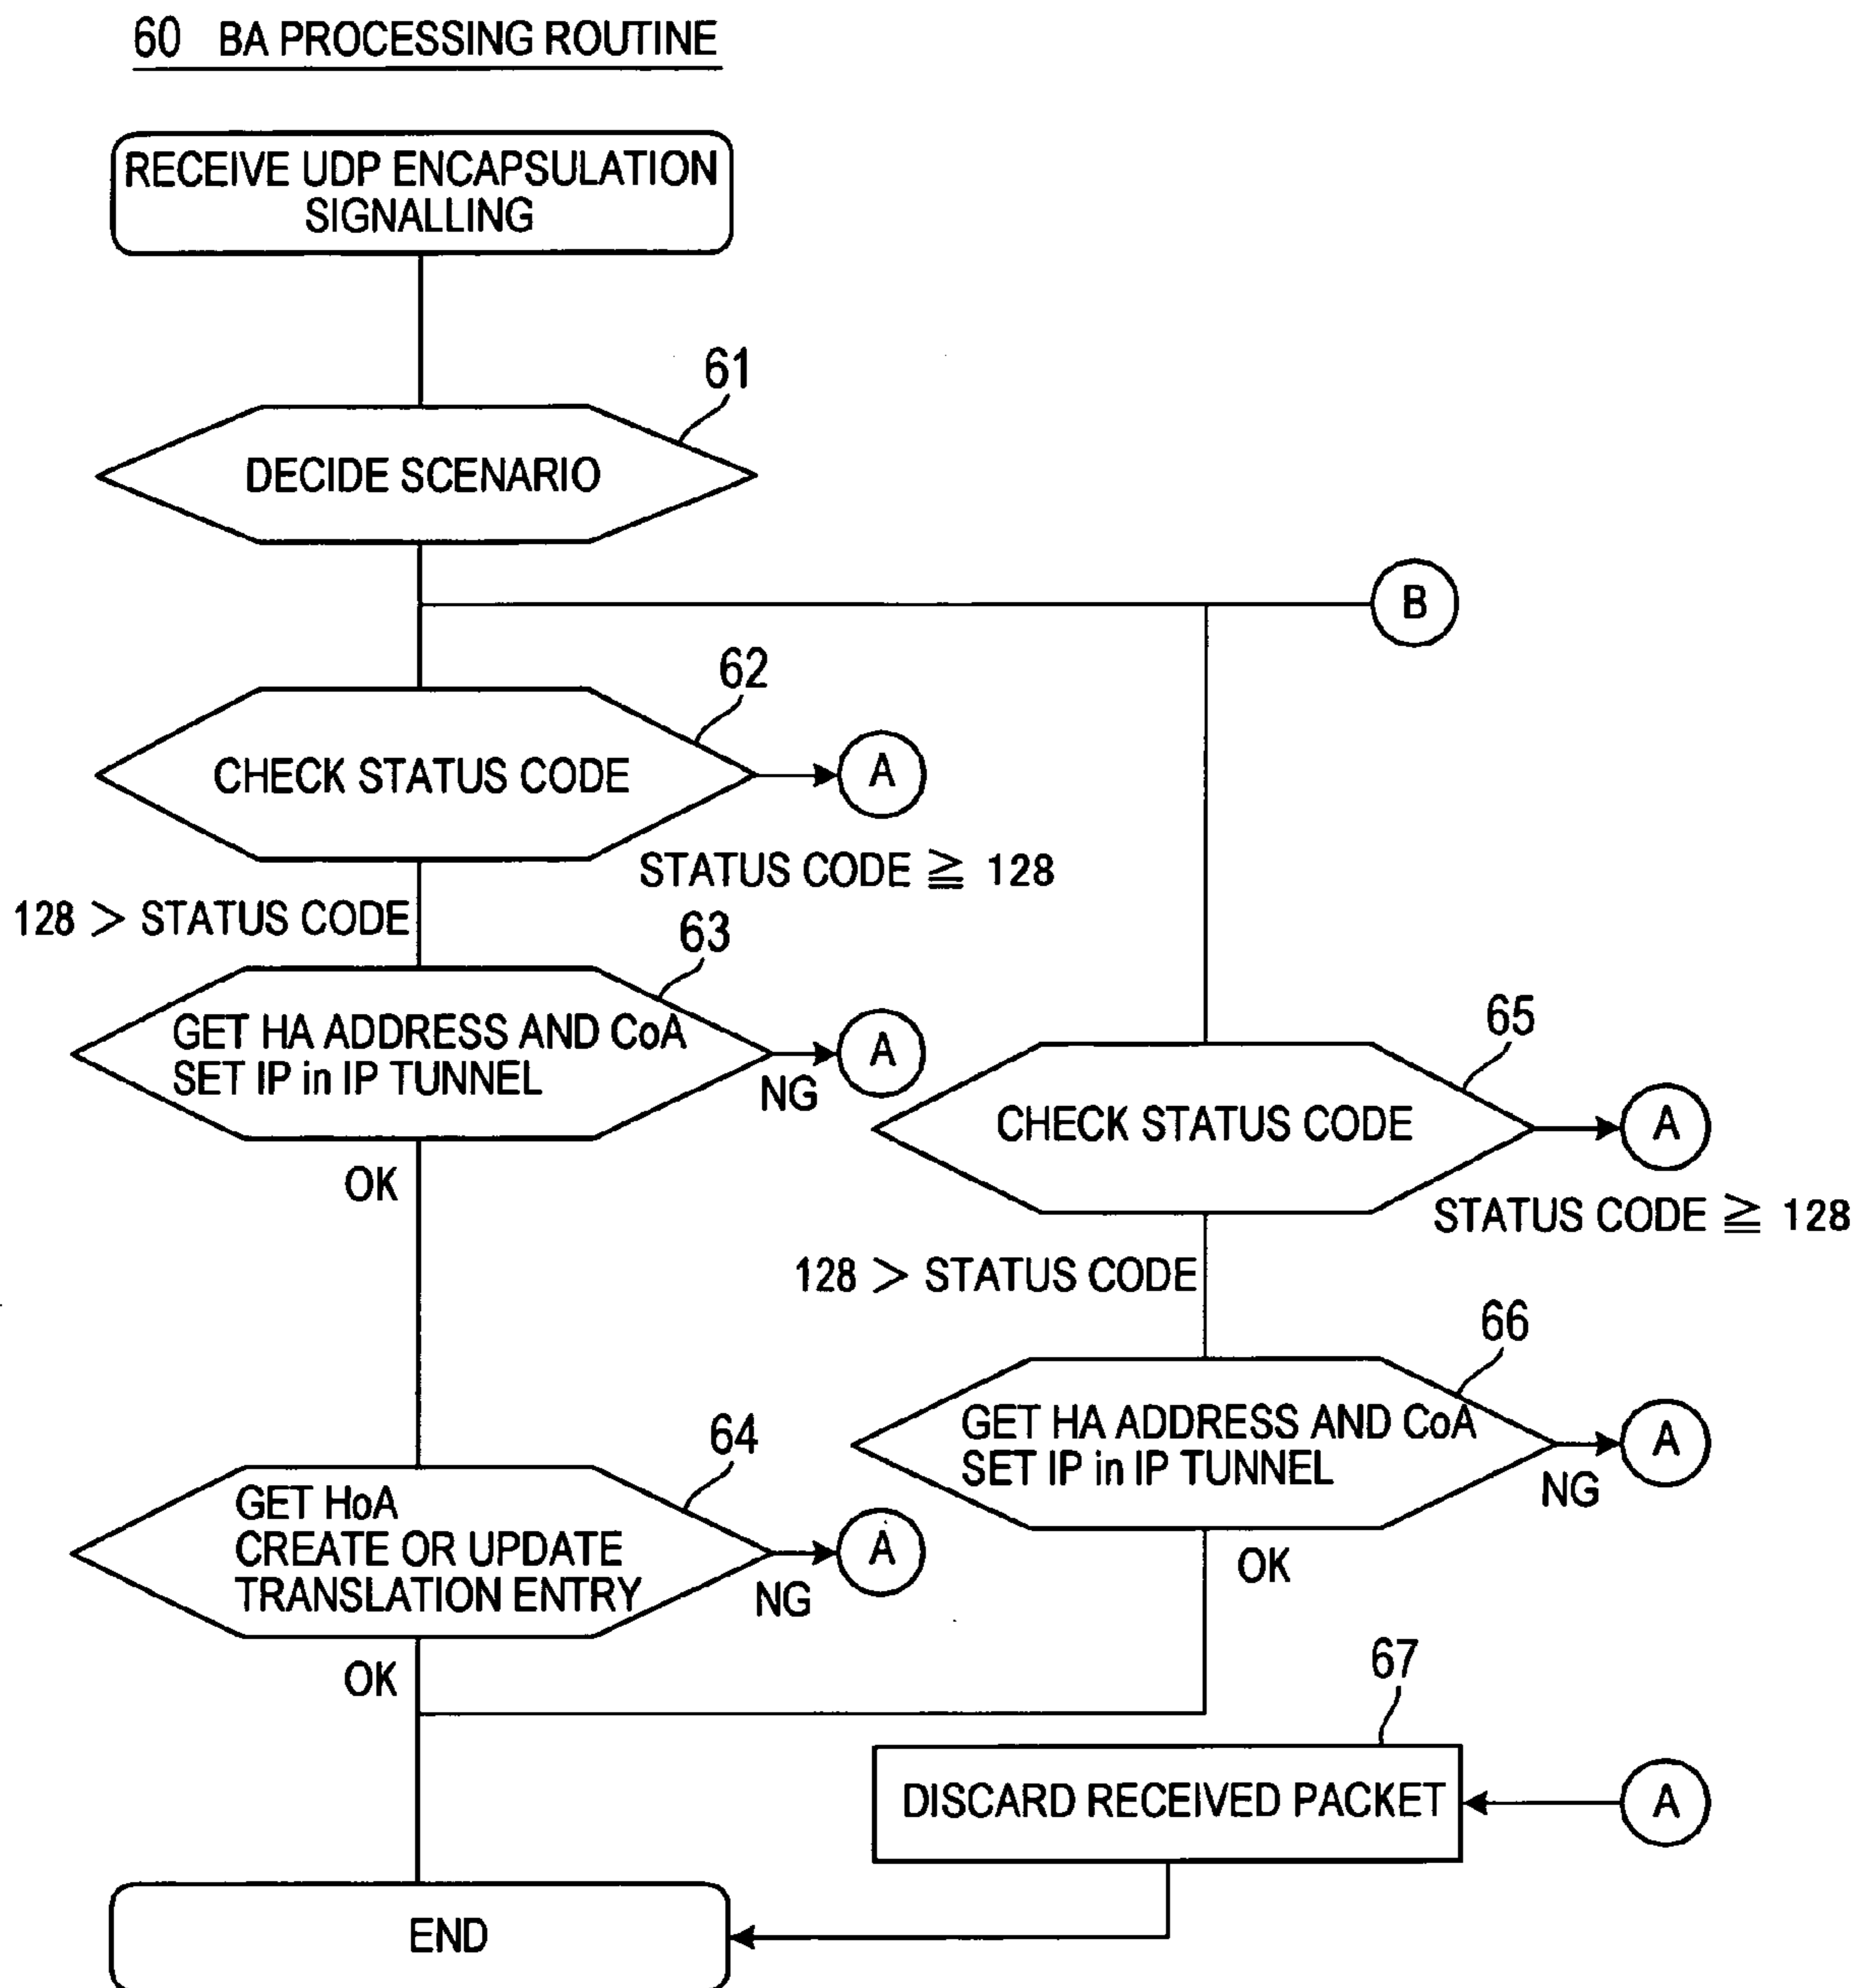 60 BA PROCESSING ROUTINE
RECEIVE UDP ENCAPSULATION
SIGNALLING
61
DECIDE SCENARIO
B
62
CHECK STATUS CODE
A
STATUS CODE ≧ 128
128 > STATUS CODE
63
GET HA ADDRESS AND CoA
SET IP in IP TUNNEL
A
NG
OK
65
CHECK STATUS CODE
A
STATUS CODE ≧ 128
128 > STATUS CODE
66
GET HA ADDRESS AND CoA
SET IP in IP TUNNEL
A
NG
OK
64
GET HoA
CREATE OR UPDATE
TRANSLATION ENTRY
A
NG
OK
67
DISCARD RECEIVED PACKET
A
END